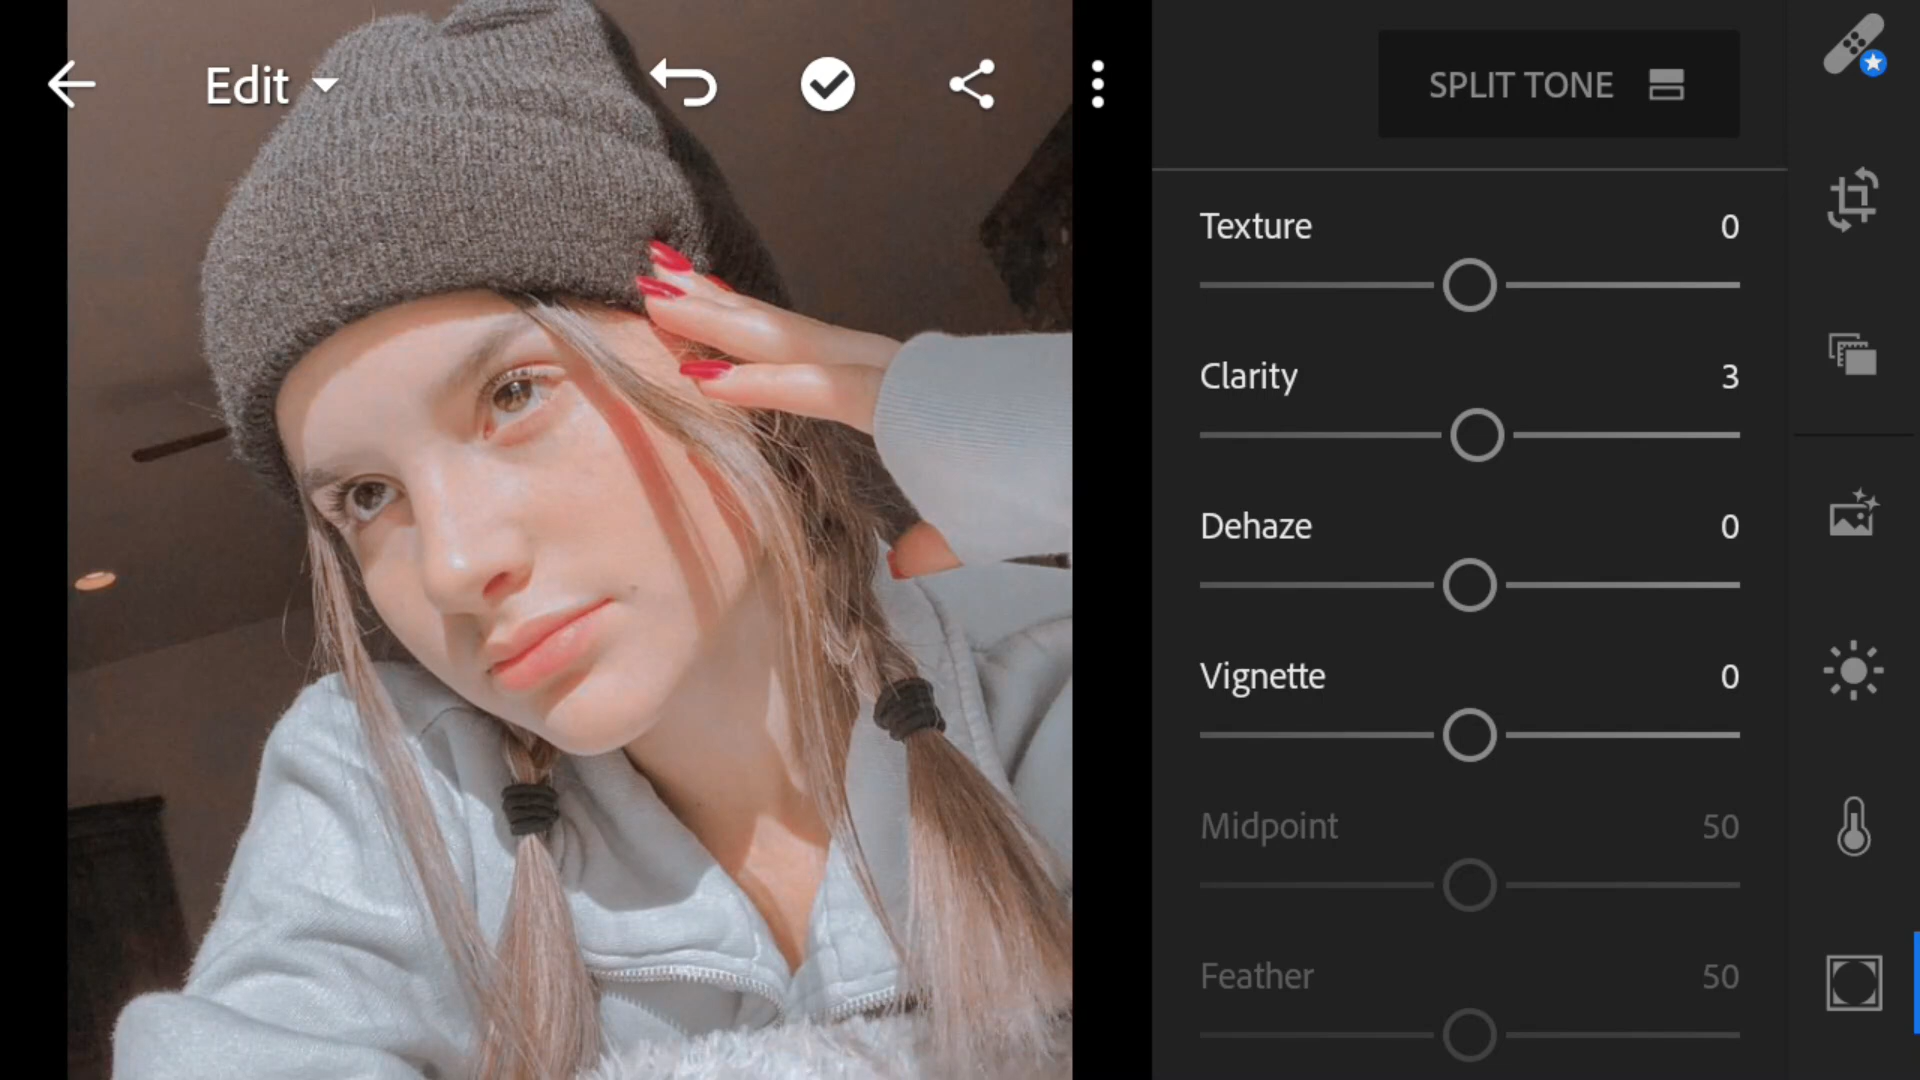 Edit
SPLIT TONE
Texture 0
Clarity 3
Dehaze 0
Vignette 0
Midpoint 50
Feather 50